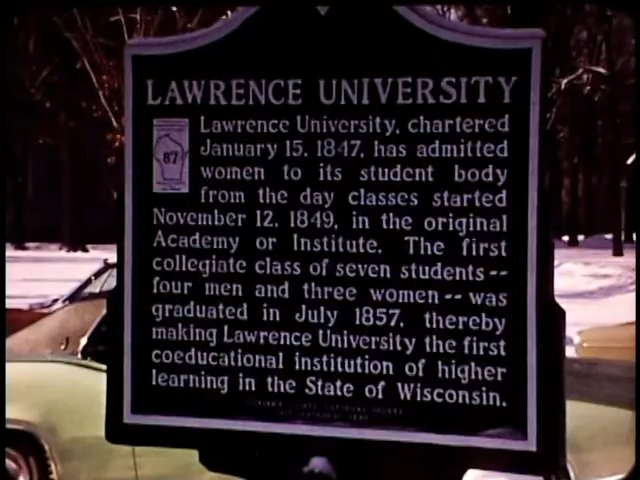 LAWRENCE UNIVERSITY
87
Lawrence University, chartered
January 15, 1847, has admitted
women to its student body
from the day classes started
November 12, 1849, in the original
Academy or Institute. The first
collegiate class of seven students--
four men and three women--was
graduated in July 1857, thereby
making Lawrence University the first
coeducational institution of higher
learning in the State of Wisconsin.